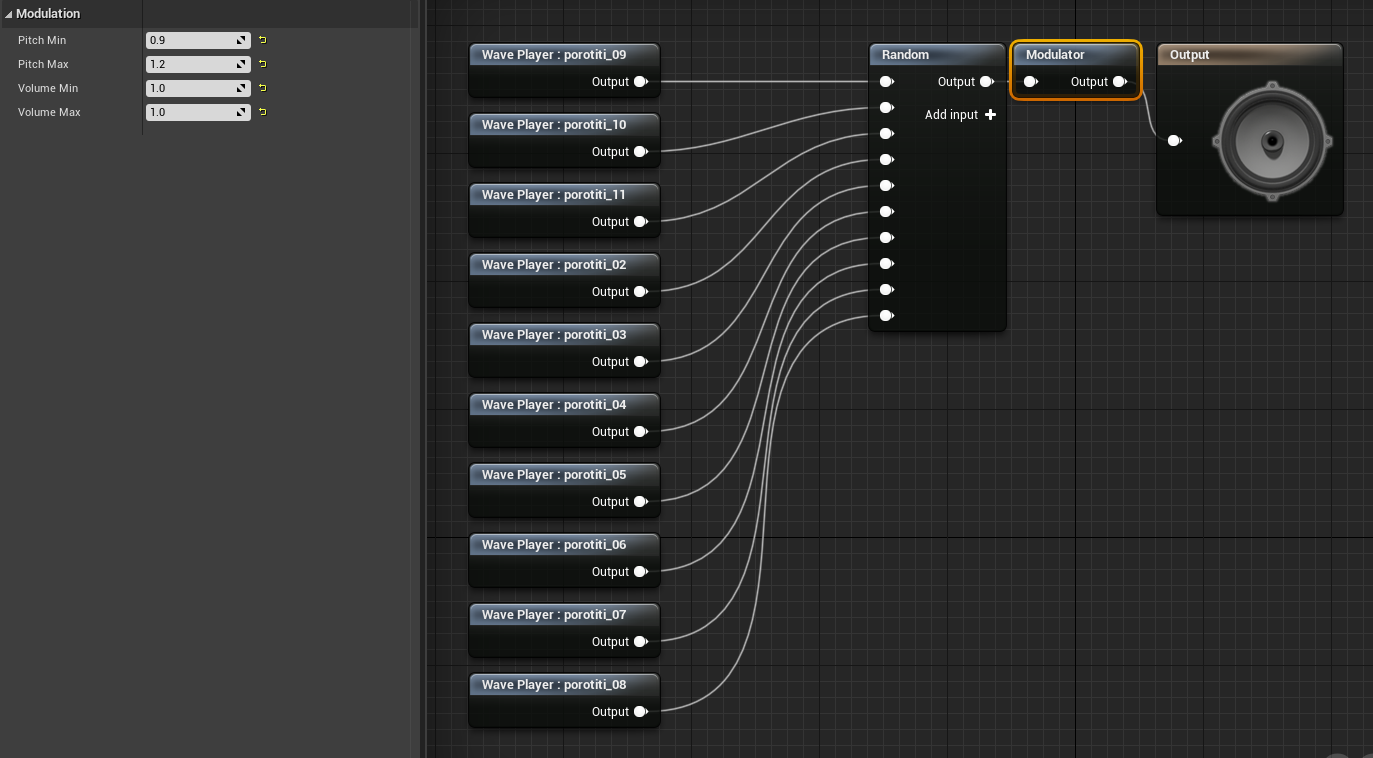 Modulation
Pitch Min 0.9
Pitch Max 1.2
Volume Min 1.0
Volume Max 1.0
Wave Player : porotiti_09
Output
Wave Player : porotiti_10
Output
Wave Player : porotiti_11
Output
Wave Player : porotiti_02
Output
Wave Player : porotiti_03
Output
Wave Player : porotiti_04
Output
Wave Player : porotiti_05
Output
Wave Player : porotiti_06
Output
Wave Player : porotiti_07
Output
Wave Player : porotiti_08
Output
Random
Output
Add input
Modulator
Output
Output